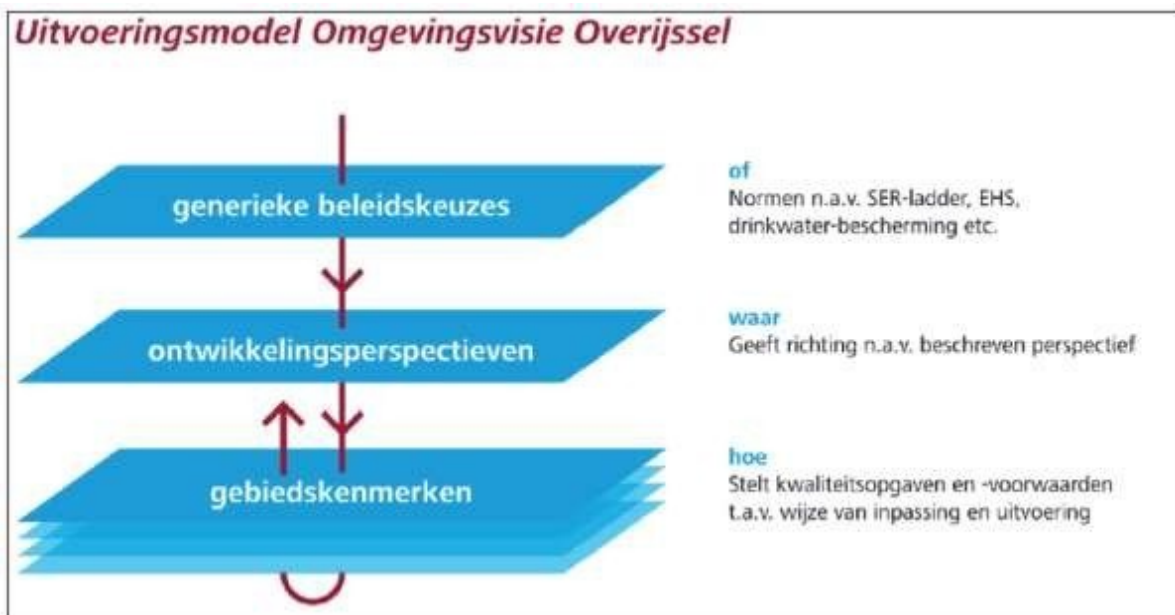 Uitvoeringsmodel Omgevingsvisie Overijssel
generieke beleidskeuzes
of
Normen n.a.v. SER-ladder, EHS,
drinkwater-bescherming etc.
ontwikkelingsperspectieven
waar
Geeft richting n.a.v. beschreven perspectief
gebiedskenmerken
hoe
Stelt kwaliteitsopgaven en -voorwaarden
t.a.v. wijze van inpassing en uitvoering